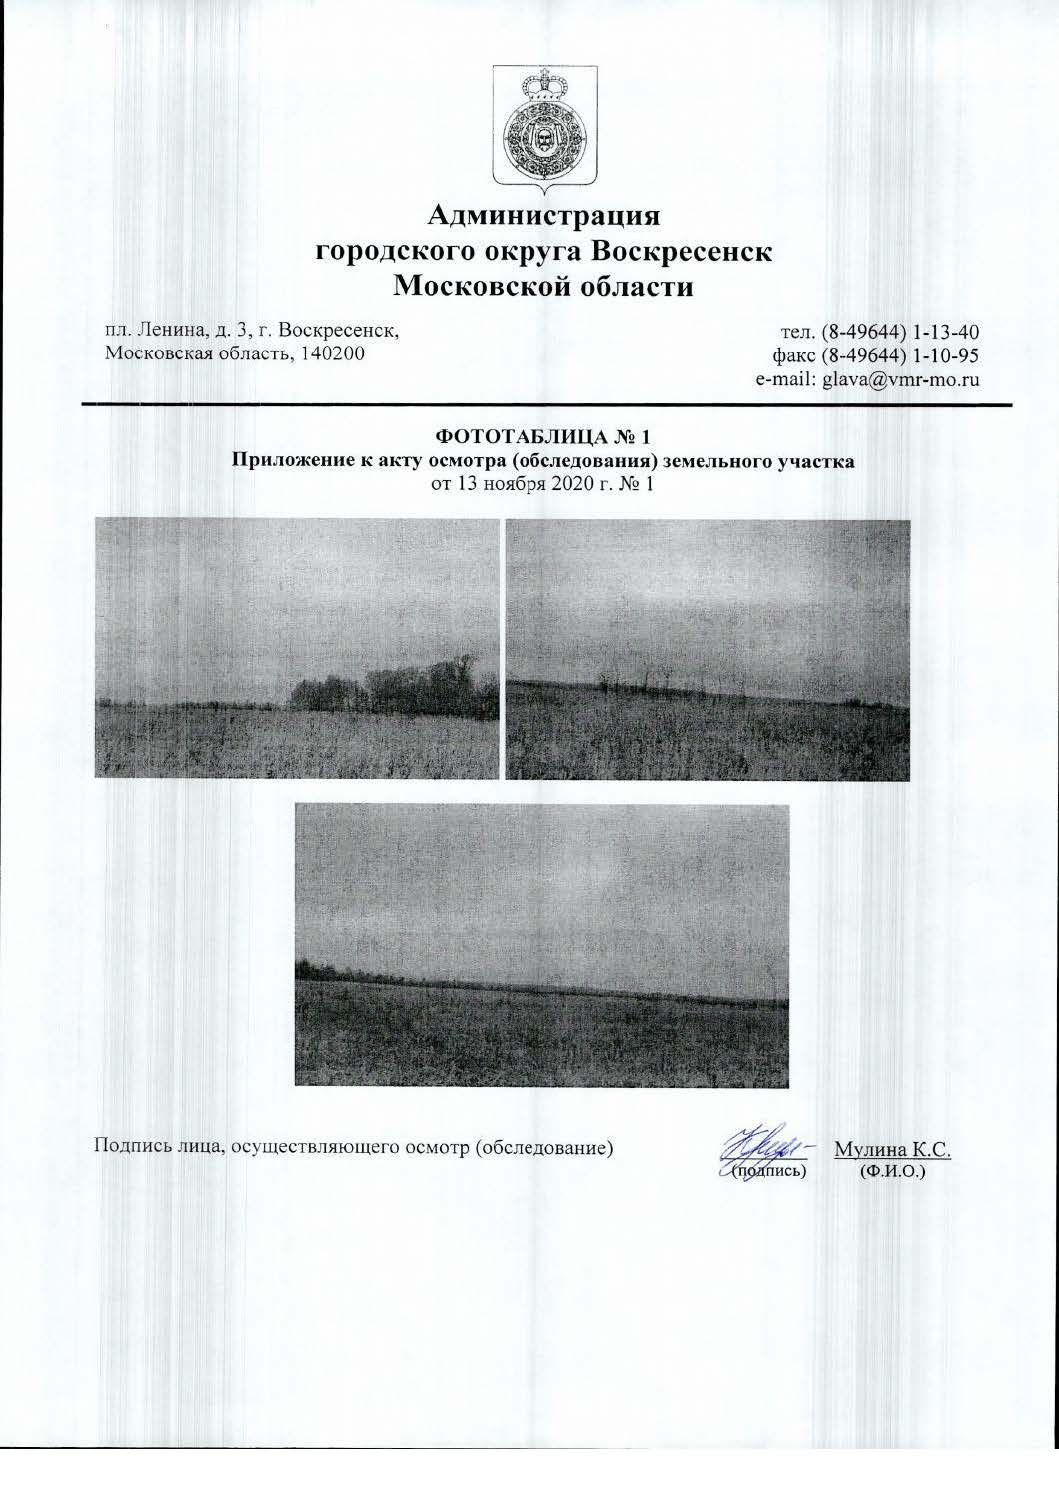 Администрация
городского округа Воскресенск
Московской области
пл. Ленина, д. 3, г. Воскресенск,
Московская область, 140200
тел. (8-49644) 1-13-40
факс (8-49644) 1-10-95
e-mail: glava@vmr-mo.ru
ФОТОТАБЛИЦА № 1
Приложение к акту осмотра (обследования) земельного участка
от 13 ноября 2020 г. № 1
Подпись лица, осуществляющего осмотр (обследование)
Мулина К.С.
(подпись)
(Ф.И.О.)